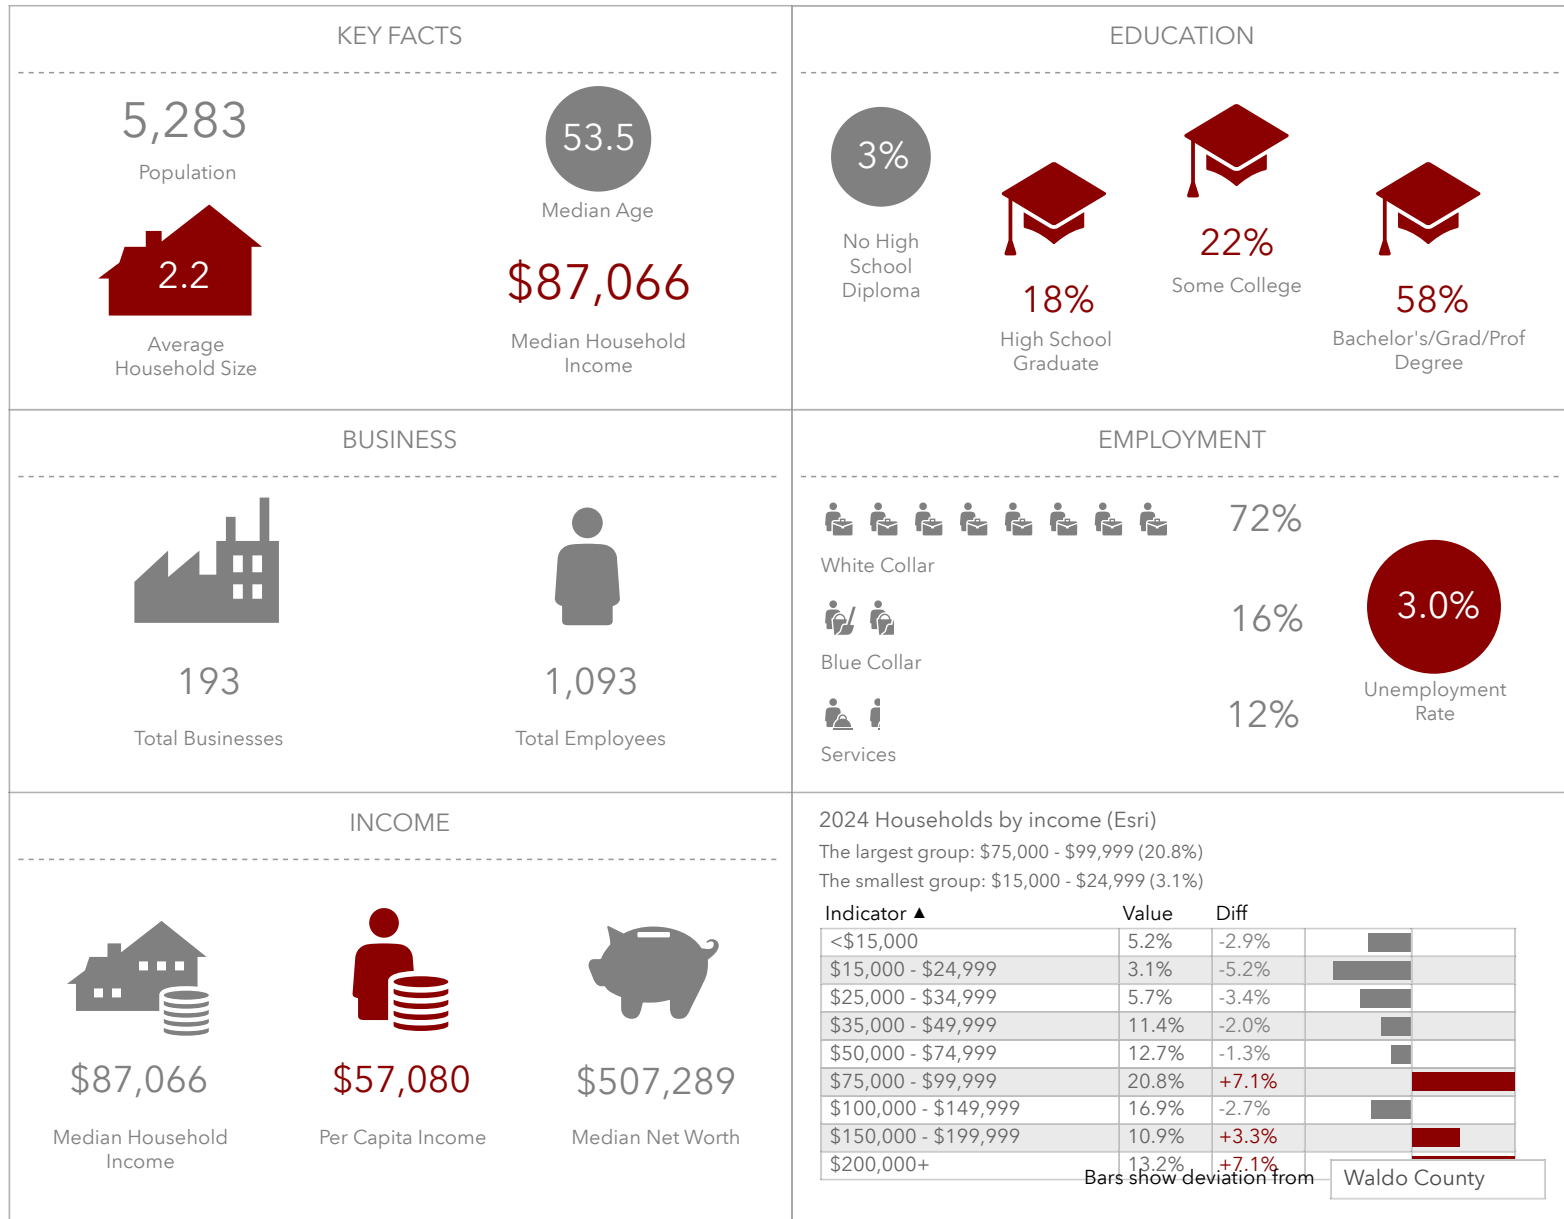 KEY FACTS
5,283
Population
53.5
Median Age
2.2
Average
Household Size
$87,066
Median Household
Income
EDUCATION
3%
No High
School
Diploma
18%
High School
Graduate
22%
Some College
58%
Bachelor's/Grad/Prof
Degree
BUSINESS
193
Total Businesses
1,093
Total Employees
EMPLOYMENT
72%
White Collar
16%
Blue Collar
12%
Services
3.0%
Unemployment
Rate
INCOME
$87,066
Median Household
Income
$57,080
Per Capita Income
$507,289
Median Net Worth
2024 Households by income (Esri)
The largest group: $75,000 - $99,999 (20.8%)
The smallest group: $15,000 - $24,999 (3.1%)
Indicator ▲ Value Diff
<$15,000 5.2% -2.9%
$15,000 - $24,999 3.1% -5.2%
$25,000 - $34,999 5.7% -3.4%
$35,000 - $49,999 11.4% -2.0%
$50,000 - $74,999 12.7% -1.3%
$75,000 - $99,999 20.8% +7.1%
$100,000 - $149,999 16.9% -2.7%
$150,000 - $199,999 10.9% +3.3%
$200,000+ 13.2% +7.1%
Bars show deviation from Waldo County